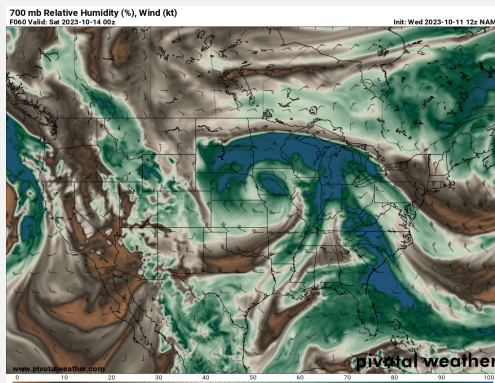 700 mb Relative Humidity (%), Wind (kt)
F060 Valid: Sat 2023-10-14 00z Init: Wed 2023-10-11 12z NAM
www.pivotalweather.com
pivotal weather
0 10 20 30 40 50 60 70 80 90 100